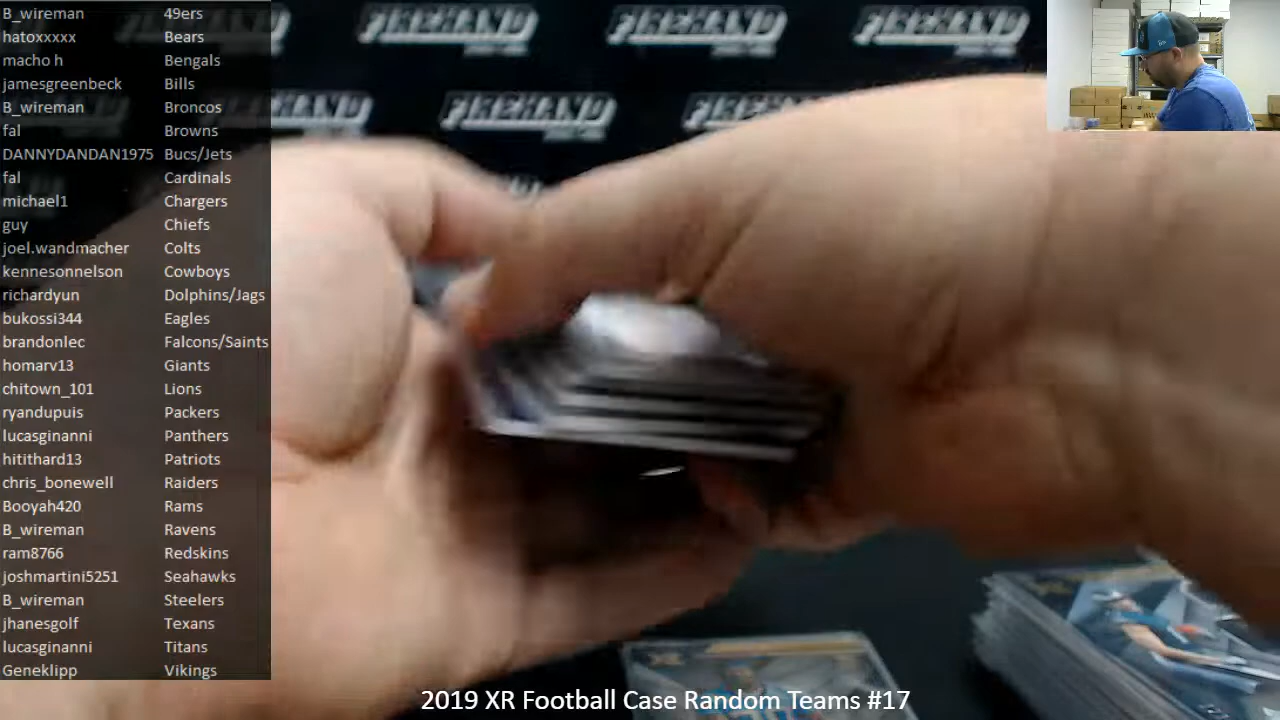 B_wireman 49ers
hatoxxxxx Bears
macho h Bengals
jamesgreenbeck Bills
B_wireman Broncos
fal Browns
DANNYDANDAN1975 Bucs/Jets
fal Cardinals
michael1 Chargers
guy Chiefs
joel.wandmacher Colts
kennesonnelson Cowboys
richardyun Dolphins/Jags
bukossi344 Eagles
brandonlec Falcons/Saints
homarv13 Giants
chitown_101 Lions
ryandupuis Packers
lucasginanni Panthers
hitithard13 Patriots
chris_bonewell Raiders
Booyah420 Rams
B_wireman Ravens
ram8766 Redskins
joshmartini5251 Seahawks
B_wireman Steelers
jhanesgolf Texans
lucasginanni Titans
Geneklipp Vikings
FIREHAND FIREHAND FIREHAND
FIREHAND
2019 XR Football Case Random Teams #17